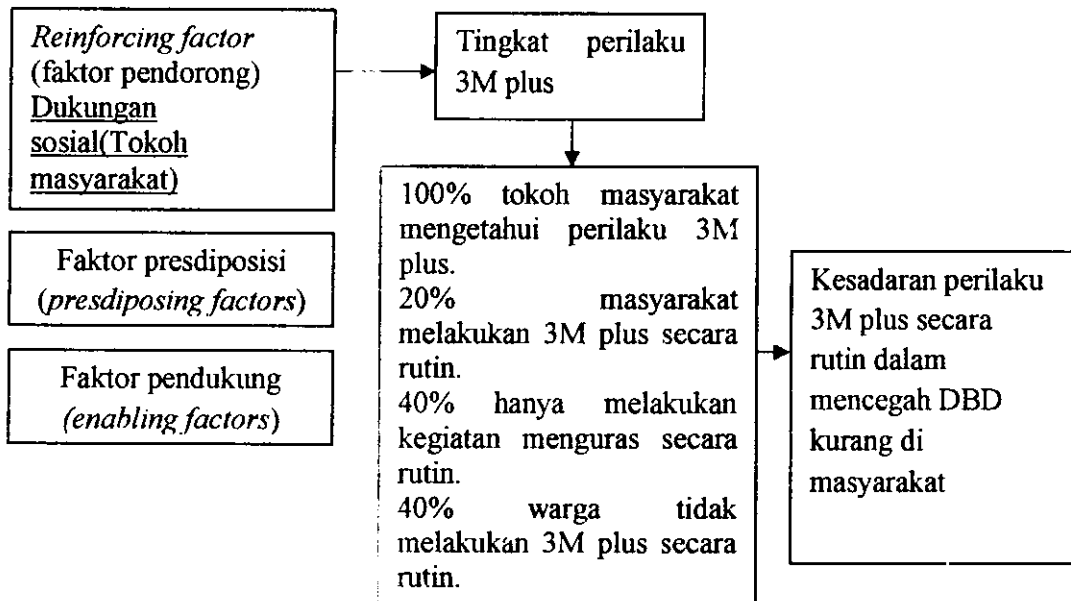 Reinforcing factor
(faktor pendorong)
Dukungan
sosial(Tokoh
masyarakat)
Tingkat perilaku
3M plus
Faktor presdiposisi
(presdiposing factors)
Faktor pendukung
(enabling factors)
100% tokoh masyarakat
mengetahui perilaku 3M
plus.
20% masyarakat
melakukan 3M plus secara
rutin.
40% hanya melakukan
kegiatan menguras secara
rutin.
40% warga tidak
melakukan 3M plus secara
rutin.
Kesadaran perilaku
3M plus secara
rutin dalam
mencegah DBD
kurang di
masyarakat